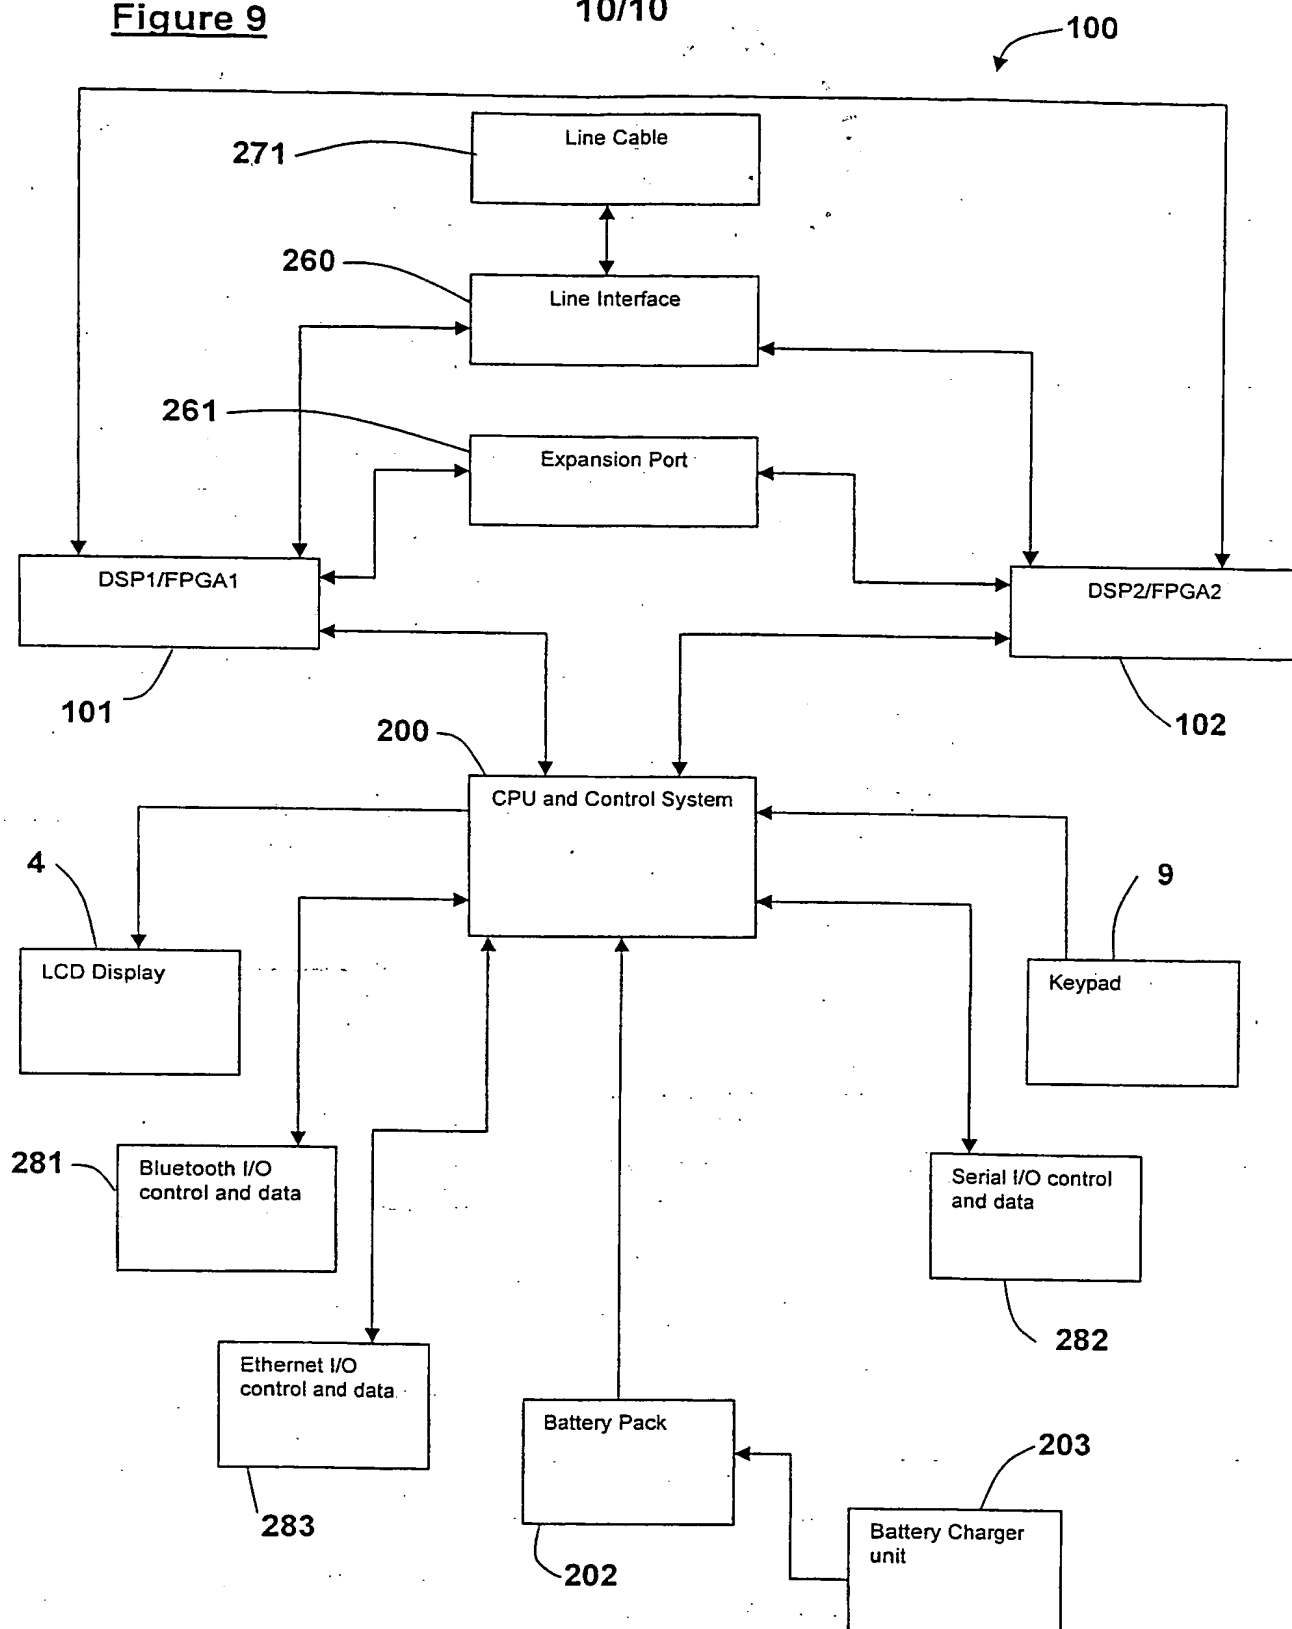 Figure 9
10/10
100
Line Cable
271
260
Line Interface
261
Expansion Port
DSP1/FPGA1
DSP2/FPGA2
101
102
200
CPU and Control System
4
9
LCD Display
Keypad
281
Bluetooth I/O
control and data
Serial I/O control
and data
282
Ethernet I/O
control and data
283
Battery Pack
202
203
Battery Charger
unit